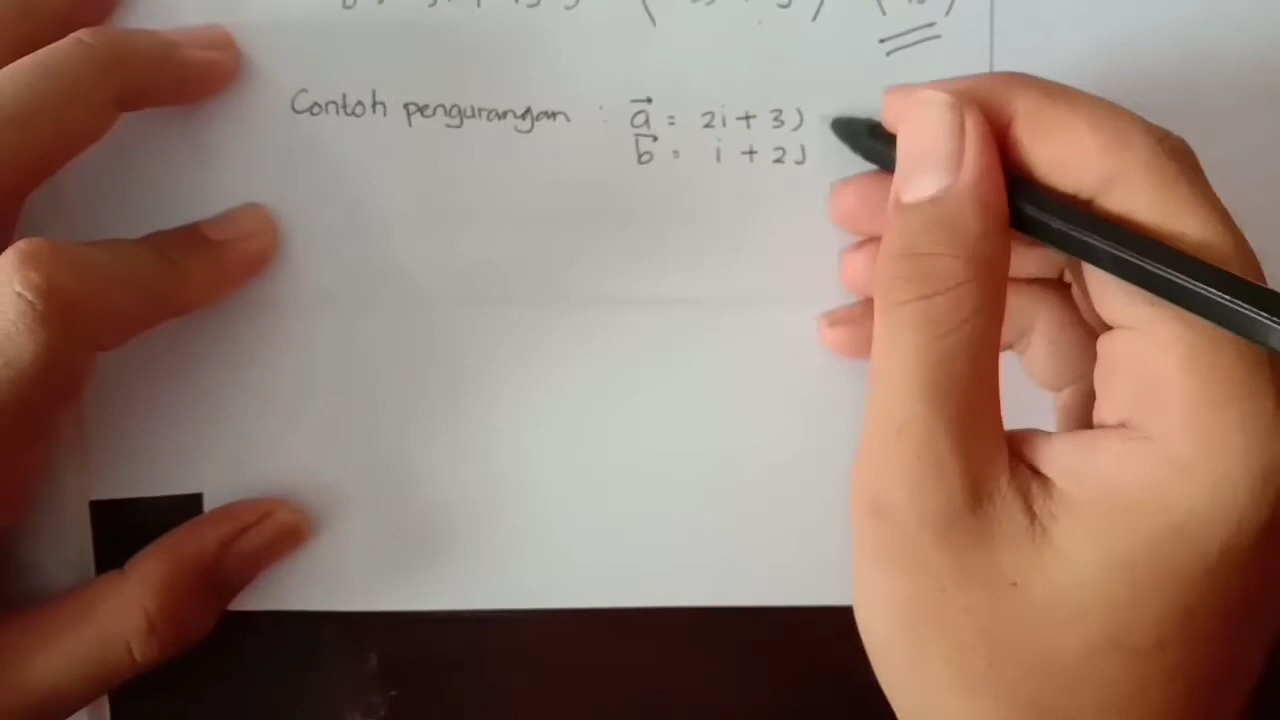 Contoh pengurangan : a⃗ = 2i + 3j
b⃗ = i + 2j